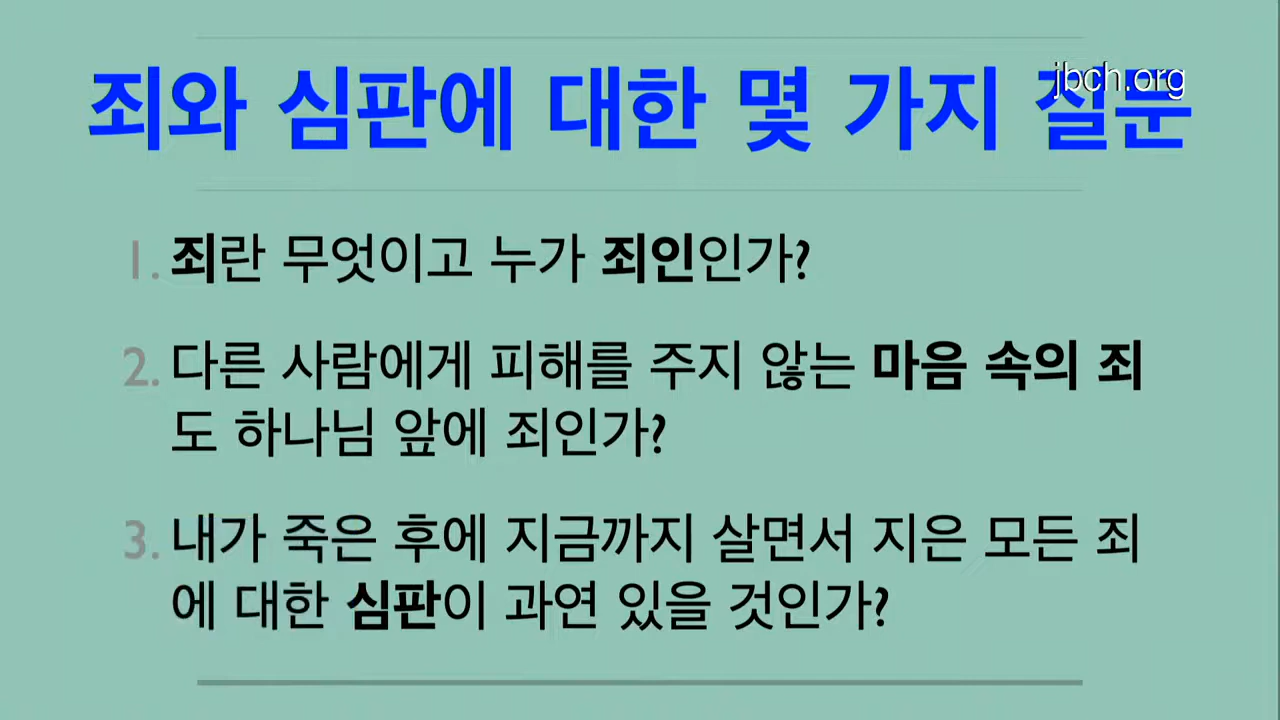 죄와 심판에 대한 몇 가지 질문
jbch.org
1. 죄란 무엇이고 누가 죄인인가?
2. 다른 사람에게 피해를 주지 않는 마음 속의 죄
도 하나님 앞에 죄인가?
3. 내가 죽은 후에 지금까지 살면서 지은 모든 죄
에 대한 심판이 과연 있을 것인가?